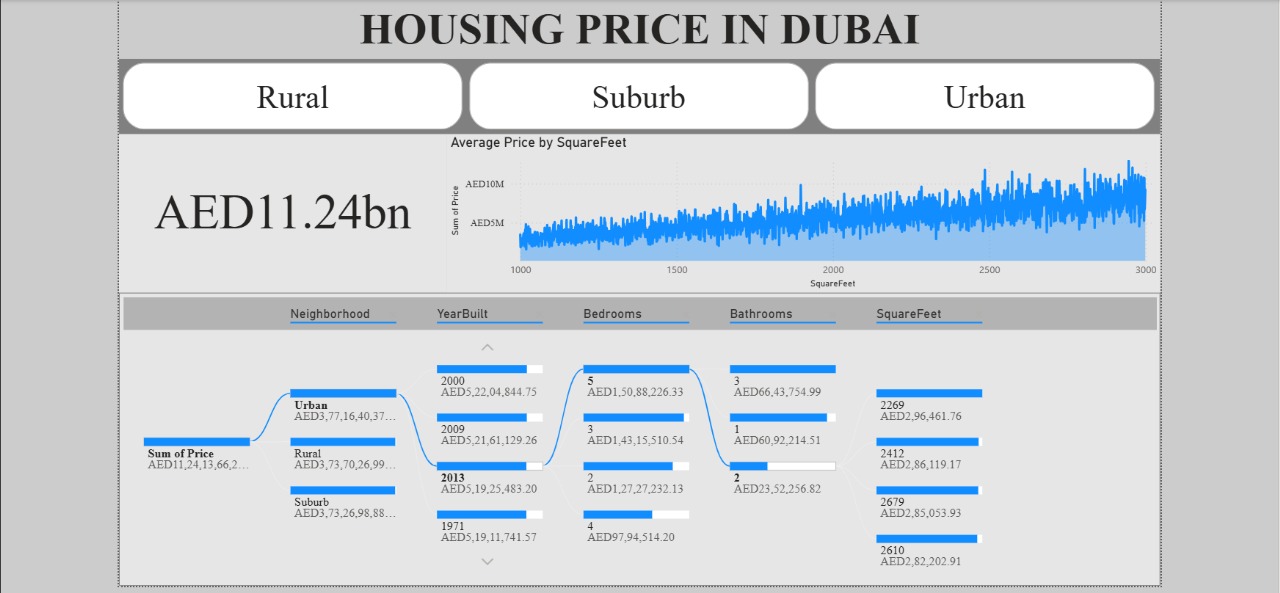 HOUSING PRICE IN DUBAI
Rural
Suburb
Urban
AED11.24bn
Average Price by SquareFeet
Sum of Price
AED10M
AED5M
1000 1500 2000 2500 3000
SquareFeet
Neighborhood YearBuilt Bedrooms Bathrooms SquareFeet
Sum of Price
AED11,24,13,66,2...
Urban
AED3,77,16,40,37...
Rural
AED3,73,70,26,99...
Suburb
AED3,73,26,98,88...
2000
AED5,22,04,844.75
2009
AED5,21,61,129.26
2013
AED5,19,25,483.20
1971
AED5,19,11,741.57
5
AED1,50,88,226.33
3
AED1,43,15,510.54
2
AED1,27,27,232.13
4
AED97,94,514.20
3
AED66,43,754.99
1
AED60,92,214.51
2
AED23,52,256.82
2269
AED2,96,461.76
2412
AED2,86,119.17
2679
AED2,85,053.93
2610
AED2,82,202.91